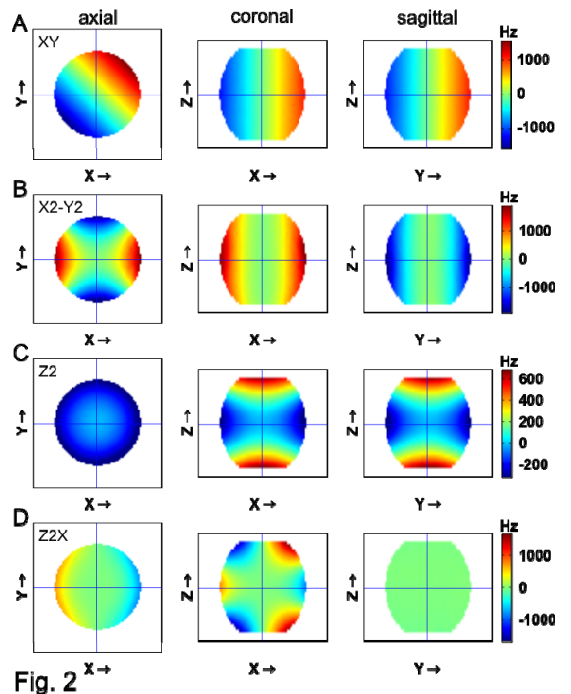 axial coronal sagittal
A XY Hz
Y→ Z→ Z→ 1000 0 -1000
X→ X→ Y→
B X2-Y2
Y→ Z→ Z→ 1000 0 -1000
X→ X→ Y→ Hz
C Z2
Y→ Z→ Z→ 600 400 200 0 -200
X→ X→ Y→
D Z2X Hz
Y→ Z→ Z→ 1000 0 -1000
X→ X→ Y→
Fig. 2